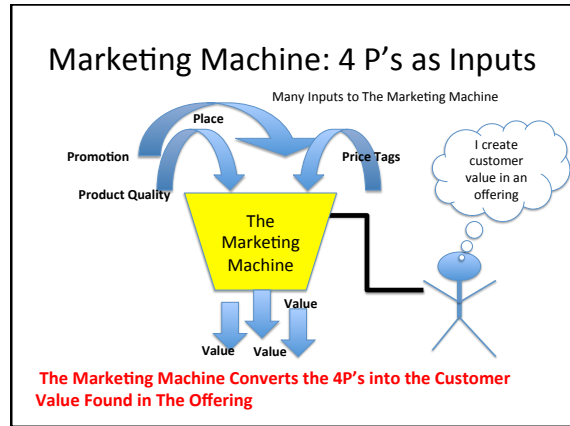 Marketing Machine: 4 P's as Inputs
Many Inputs to The Marketing Machine
Place
Promotion
Price Tags
Product Quality
I create
customer
value in an
offering
The
Marketing
Machine
Value
Value
Value
The Marketing Machine Converts the 4P's into the Customer
Value Found in The Offering